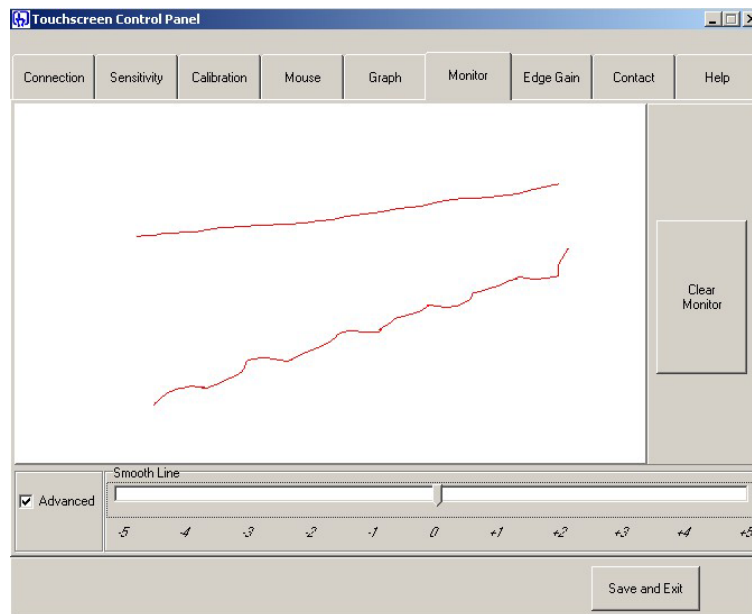 Touchscreen Control Panel
Connection Sensitivity Calibration Mouse Graph Monitor Edge Gain Contact Help
Clear
Monitor
Smooth Line
Advanced
-5 -4 -3 -2 -1 0 +1 +2 +3 +4 +5
Save and Exit